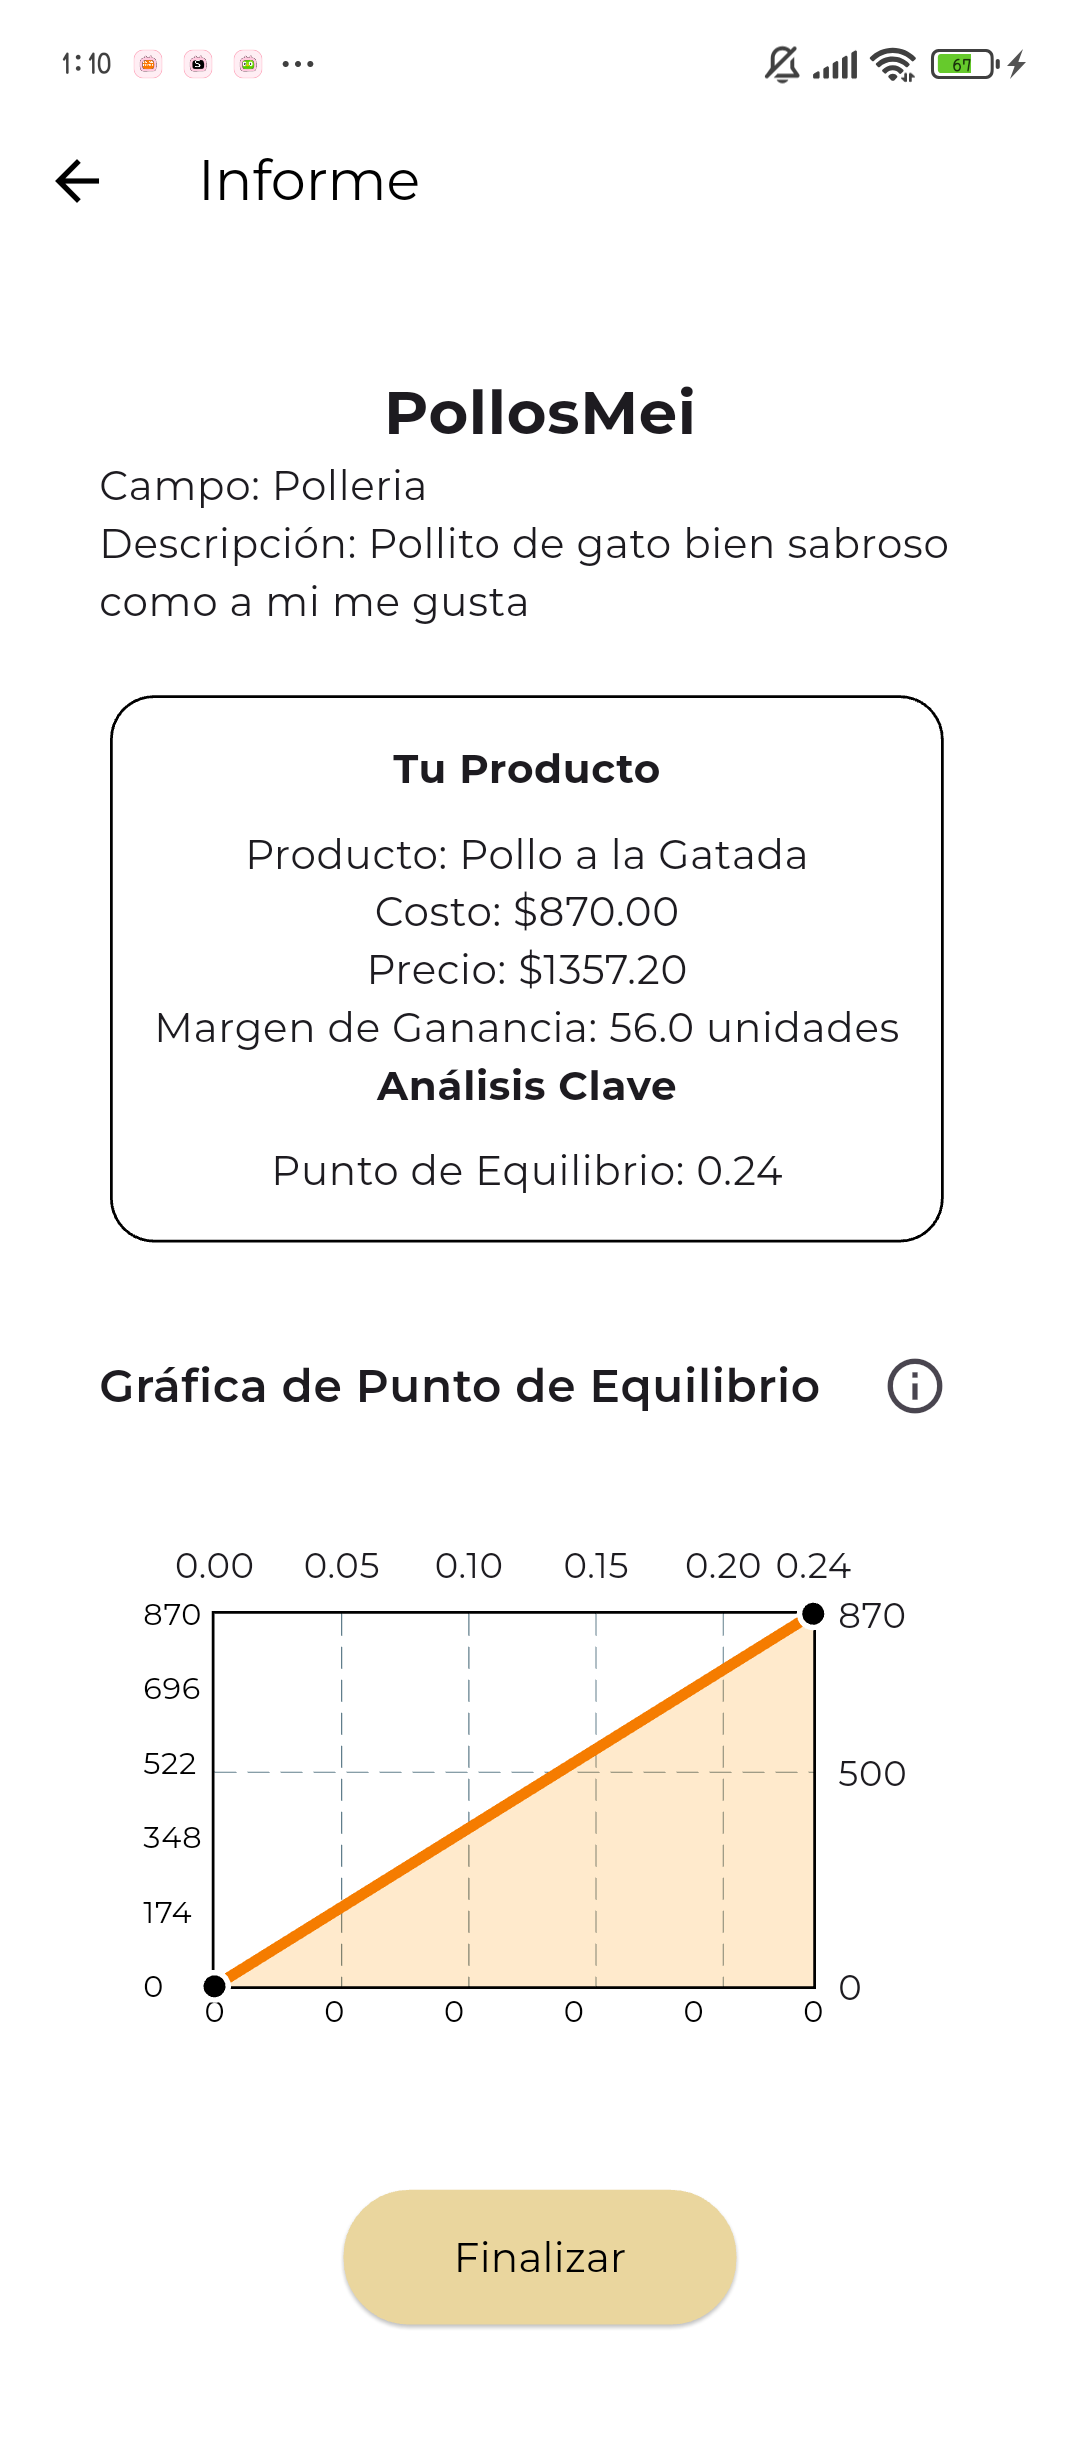 1:10
67
Informe
PollosMei
Campo: Polleria
Descripción: Pollito de gato bien sabroso
como a mi me gusta
Tu Producto
Producto: Pollo a la Gatada
Costo: $870.00
Precio: $1357.20
Margen de Ganancia: 56.0 unidades
Análisis Clave
Punto de Equilibrio: 0.24
Gráfica de Punto de Equilibrio
0.00 0.05 0.10 0.15 0.20 0.24
870 870
696
522 500
348
174
0 0
0 0 0 0 0 0
Finalizar